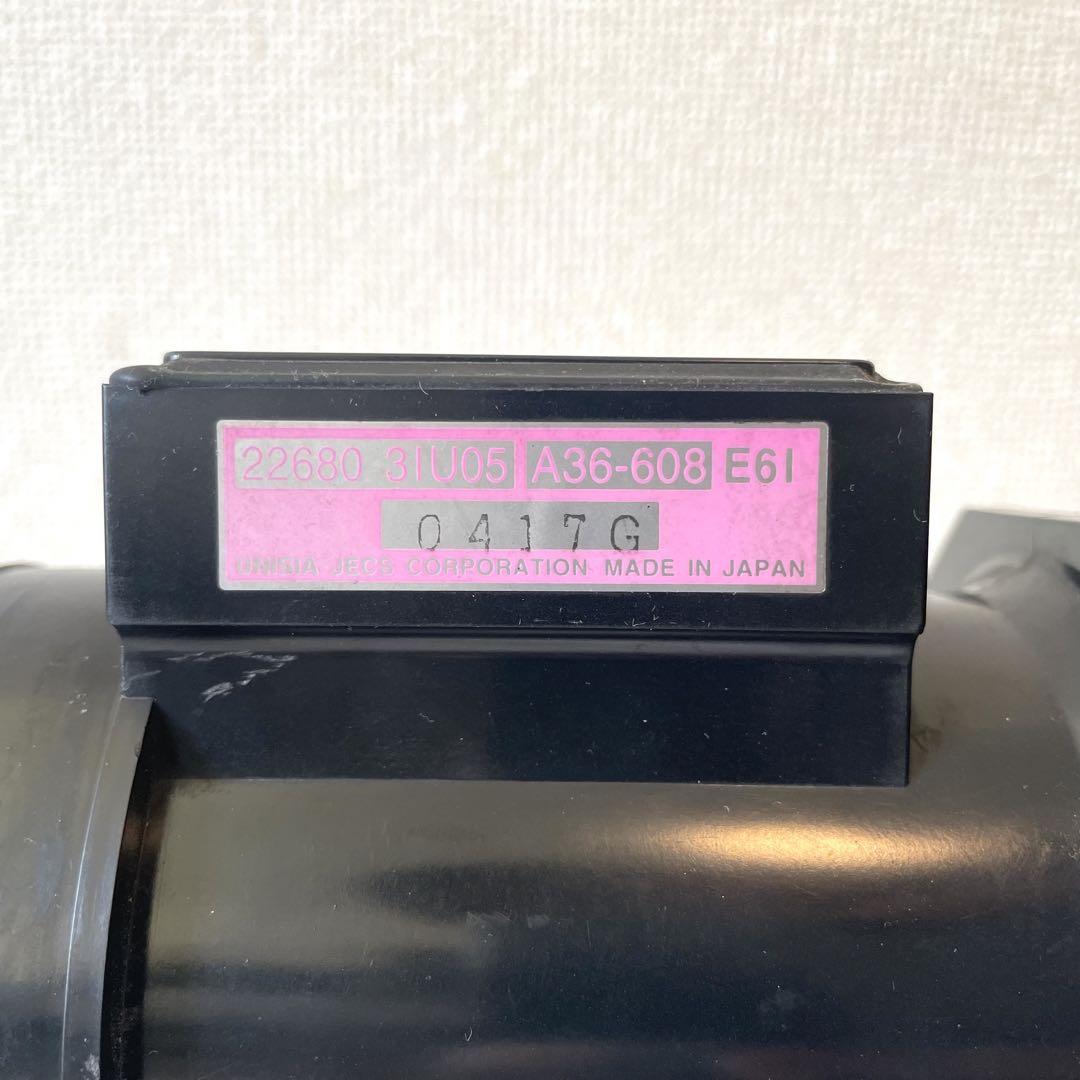 22680 31U05 A36-608 E61
0417G
UNISIA JECS CORPORATION MADE IN JAPAN